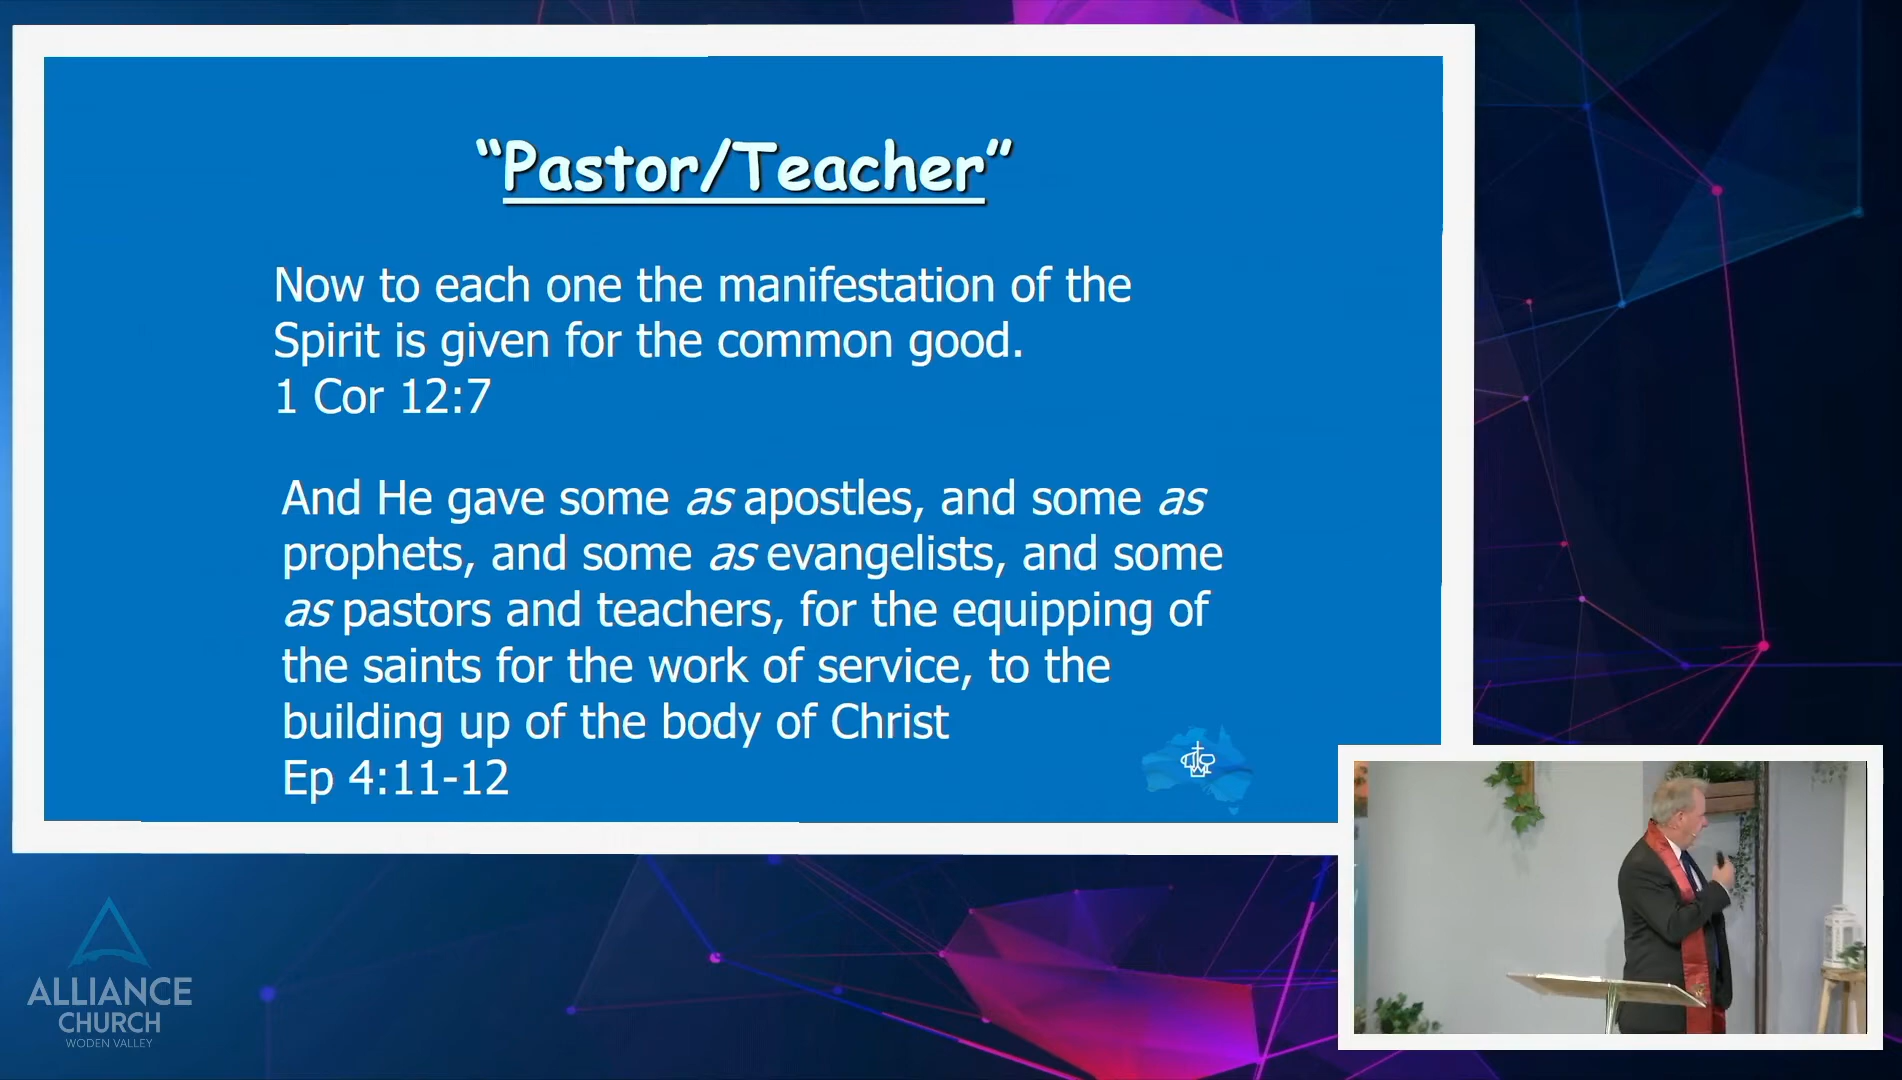 “Pastor/Teacher”
Now to each one the manifestation of the
Spirit is given for the common good.
1 Cor 12:7
And He gave some as apostles, and some as
prophets, and some as evangelists, and some
as pastors and teachers, for the equipping of
the saints for the work of service, to the
building up of the body of Christ
Ep 4:11-12
ALLIANCE
CHURCH
WODEN VALLEY